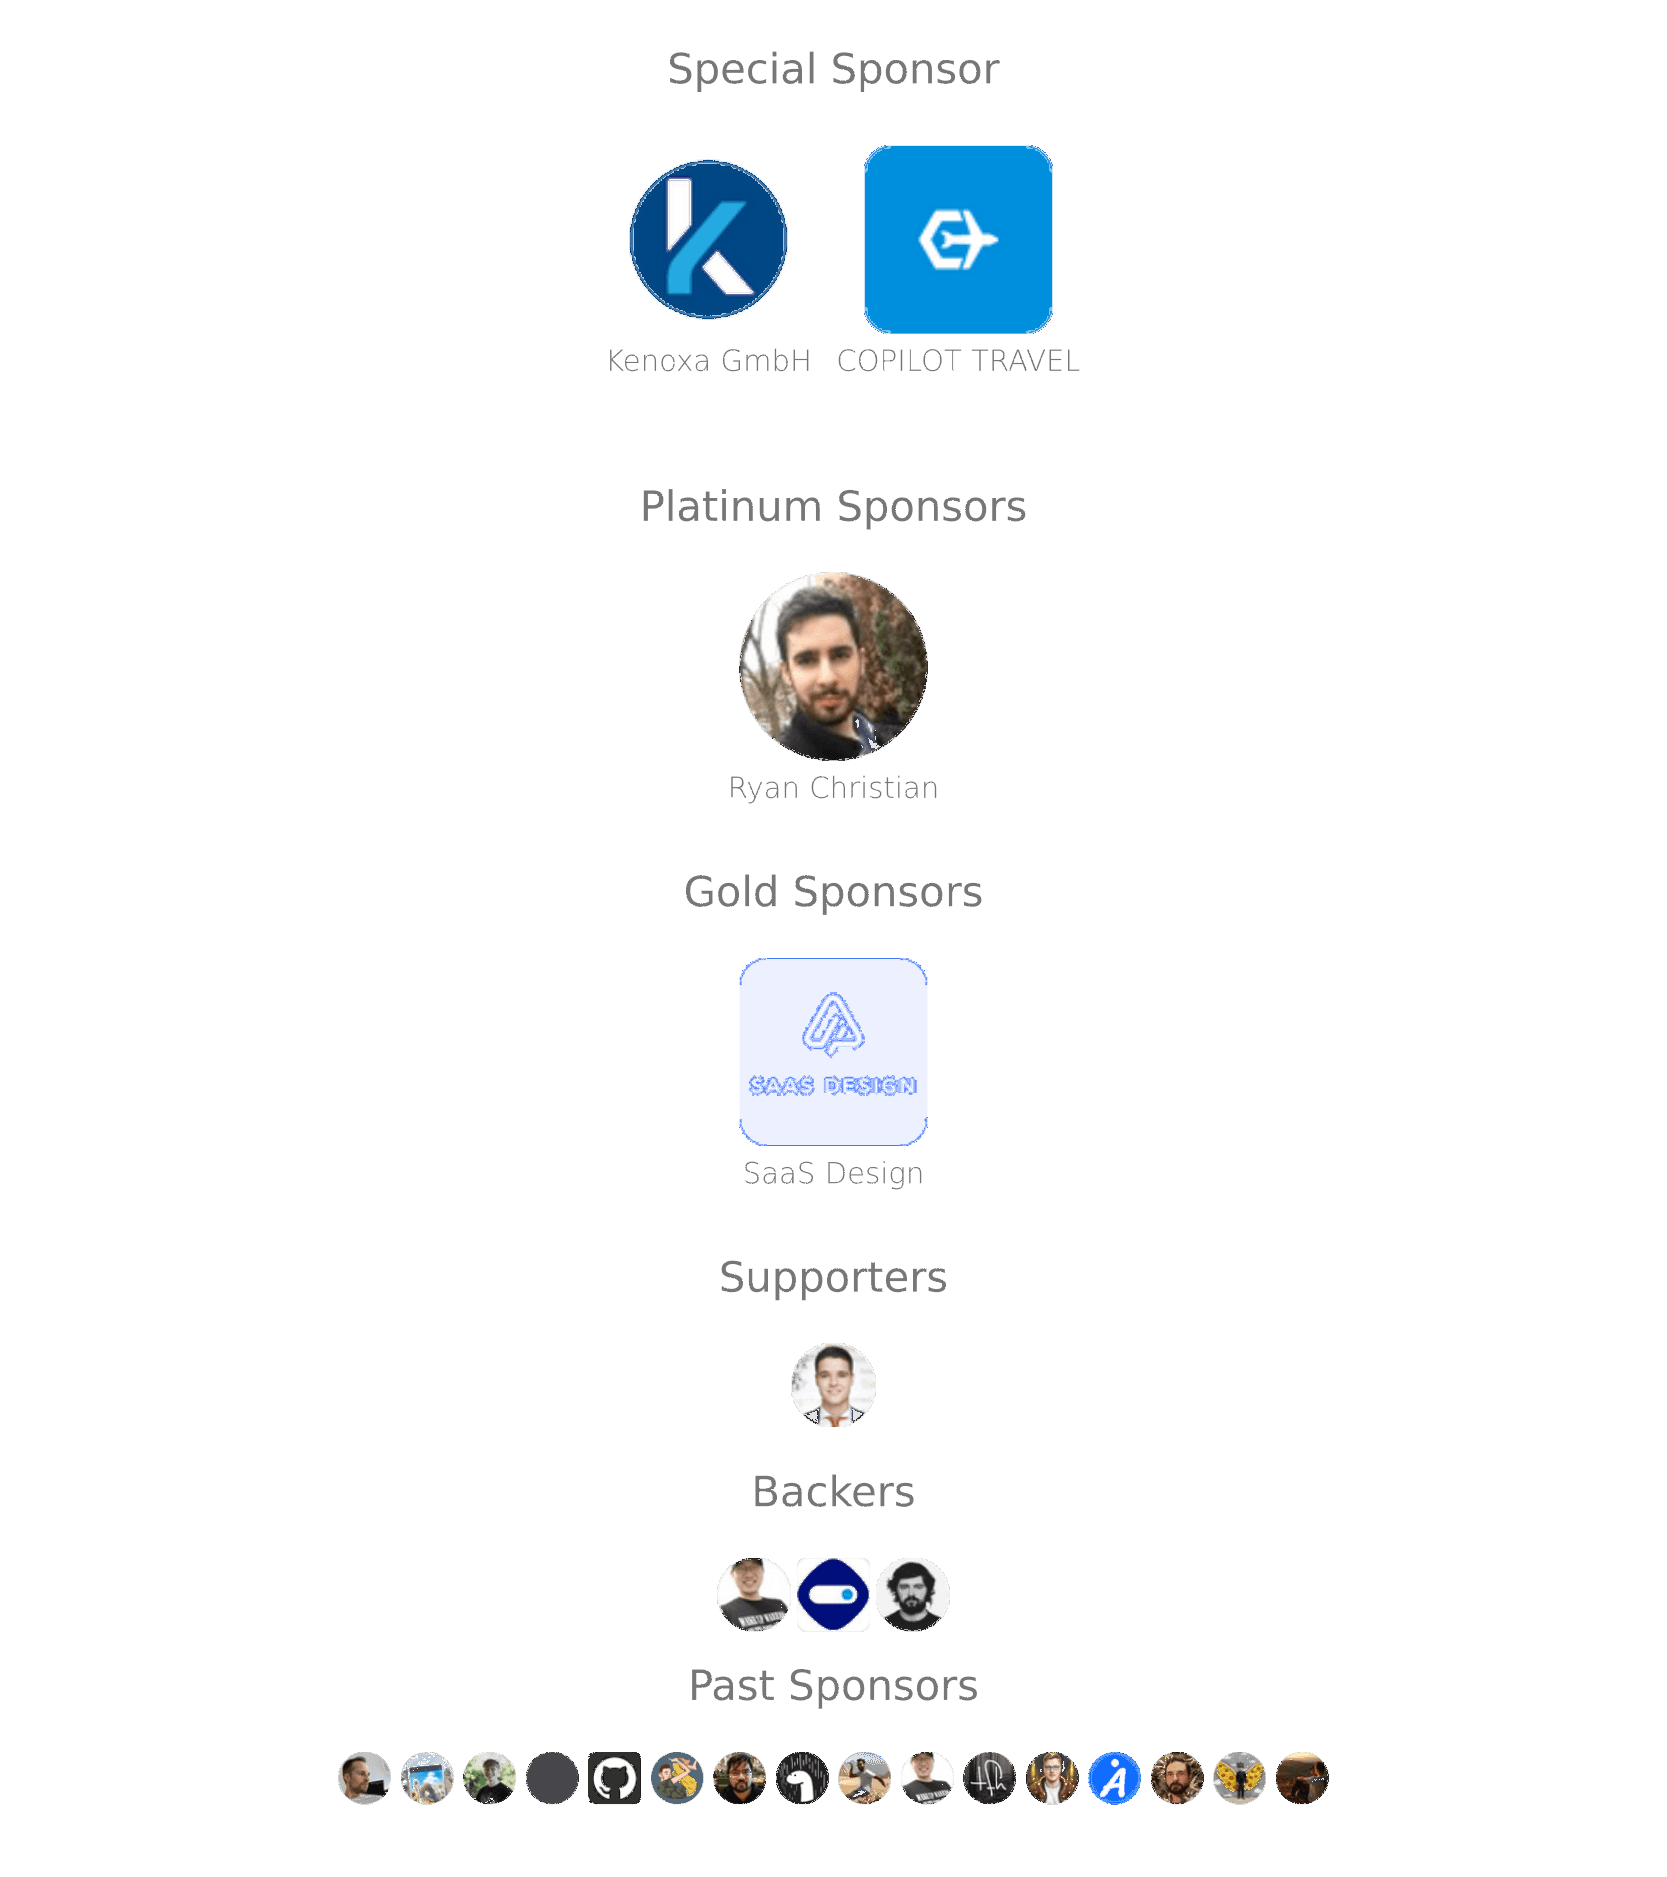 Special Sponsor
Kenoxa GmbH COPILOT TRAVEL
Platinum Sponsors
Ryan Christian
Gold Sponsors
SAAS DESIGN
SaaS Design
Supporters
Backers
Past Sponsors